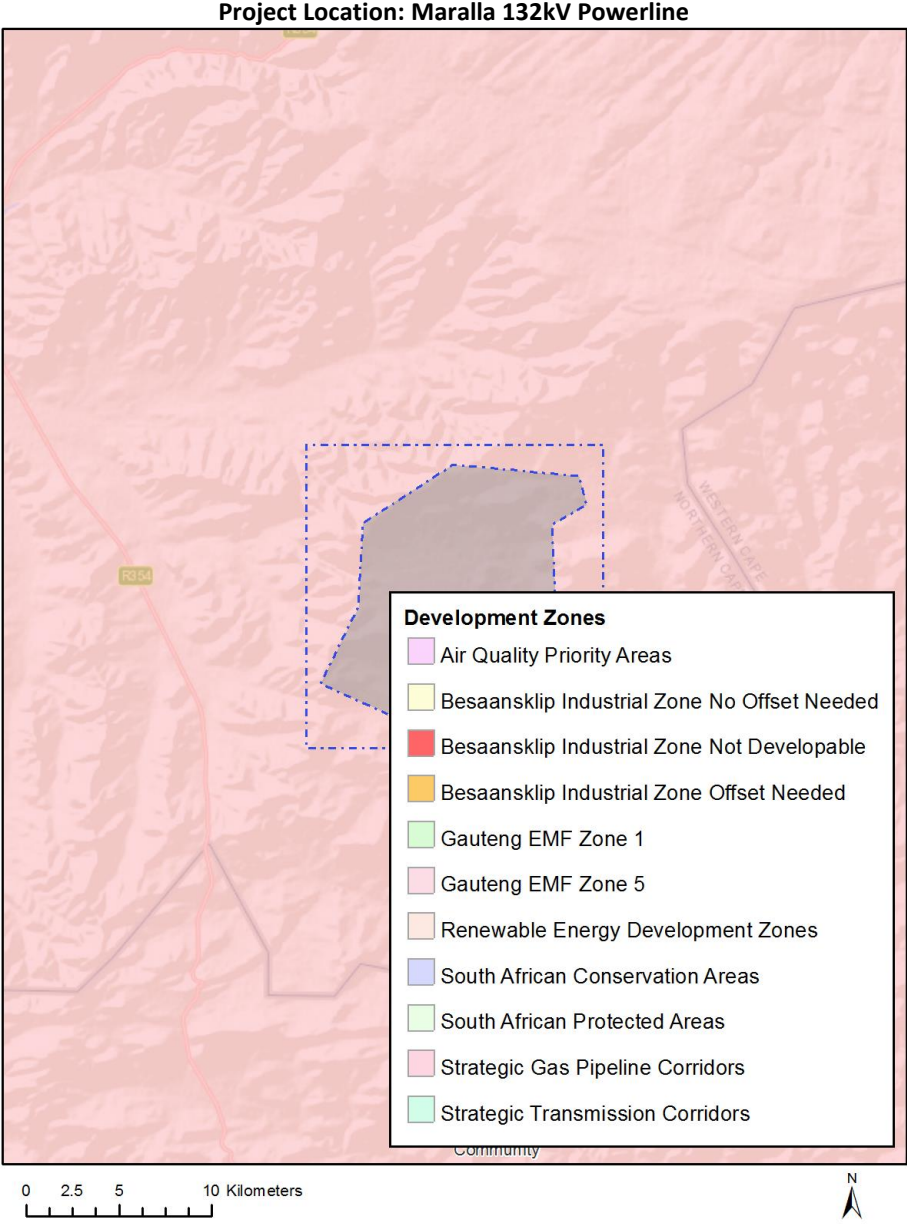 Project Location: Maralla 132kV Powerline
WESTERN CAPE
NORTHERN
R354
Development Zones
Air Quality Priority Areas
Besaansklip Industrial Zone No Offset Needed
Besaansklip Industrial Zone Not Developable
Besaansklip Industrial Zone Offset Needed
Gauteng EMF Zone 1
Gauteng EMF Zone 5
Renewable Energy Development Zones
South African Conservation Areas
South African Protected Areas
Strategic Gas Pipeline Corridors
Strategic Transmission Corridors
Community
0 2.5 5 10 Kilometers
N